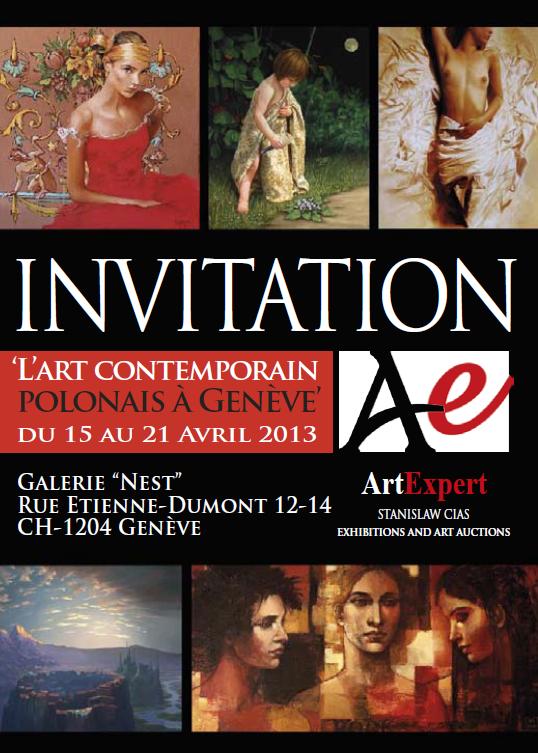 INVITATION
‘L’ART CONTEMPORAIN
POLONAIS À GENÈVE’
DU 15 AU 21 AVRIL 2013
Ae
GALERIE “NEST”
RUE ETIENNE-DUMONT 12-14
CH-1204 GENÈVE
ArtExpert
STANISLAW CIAS
EXHIBITIONS AND ART AUCTIONS